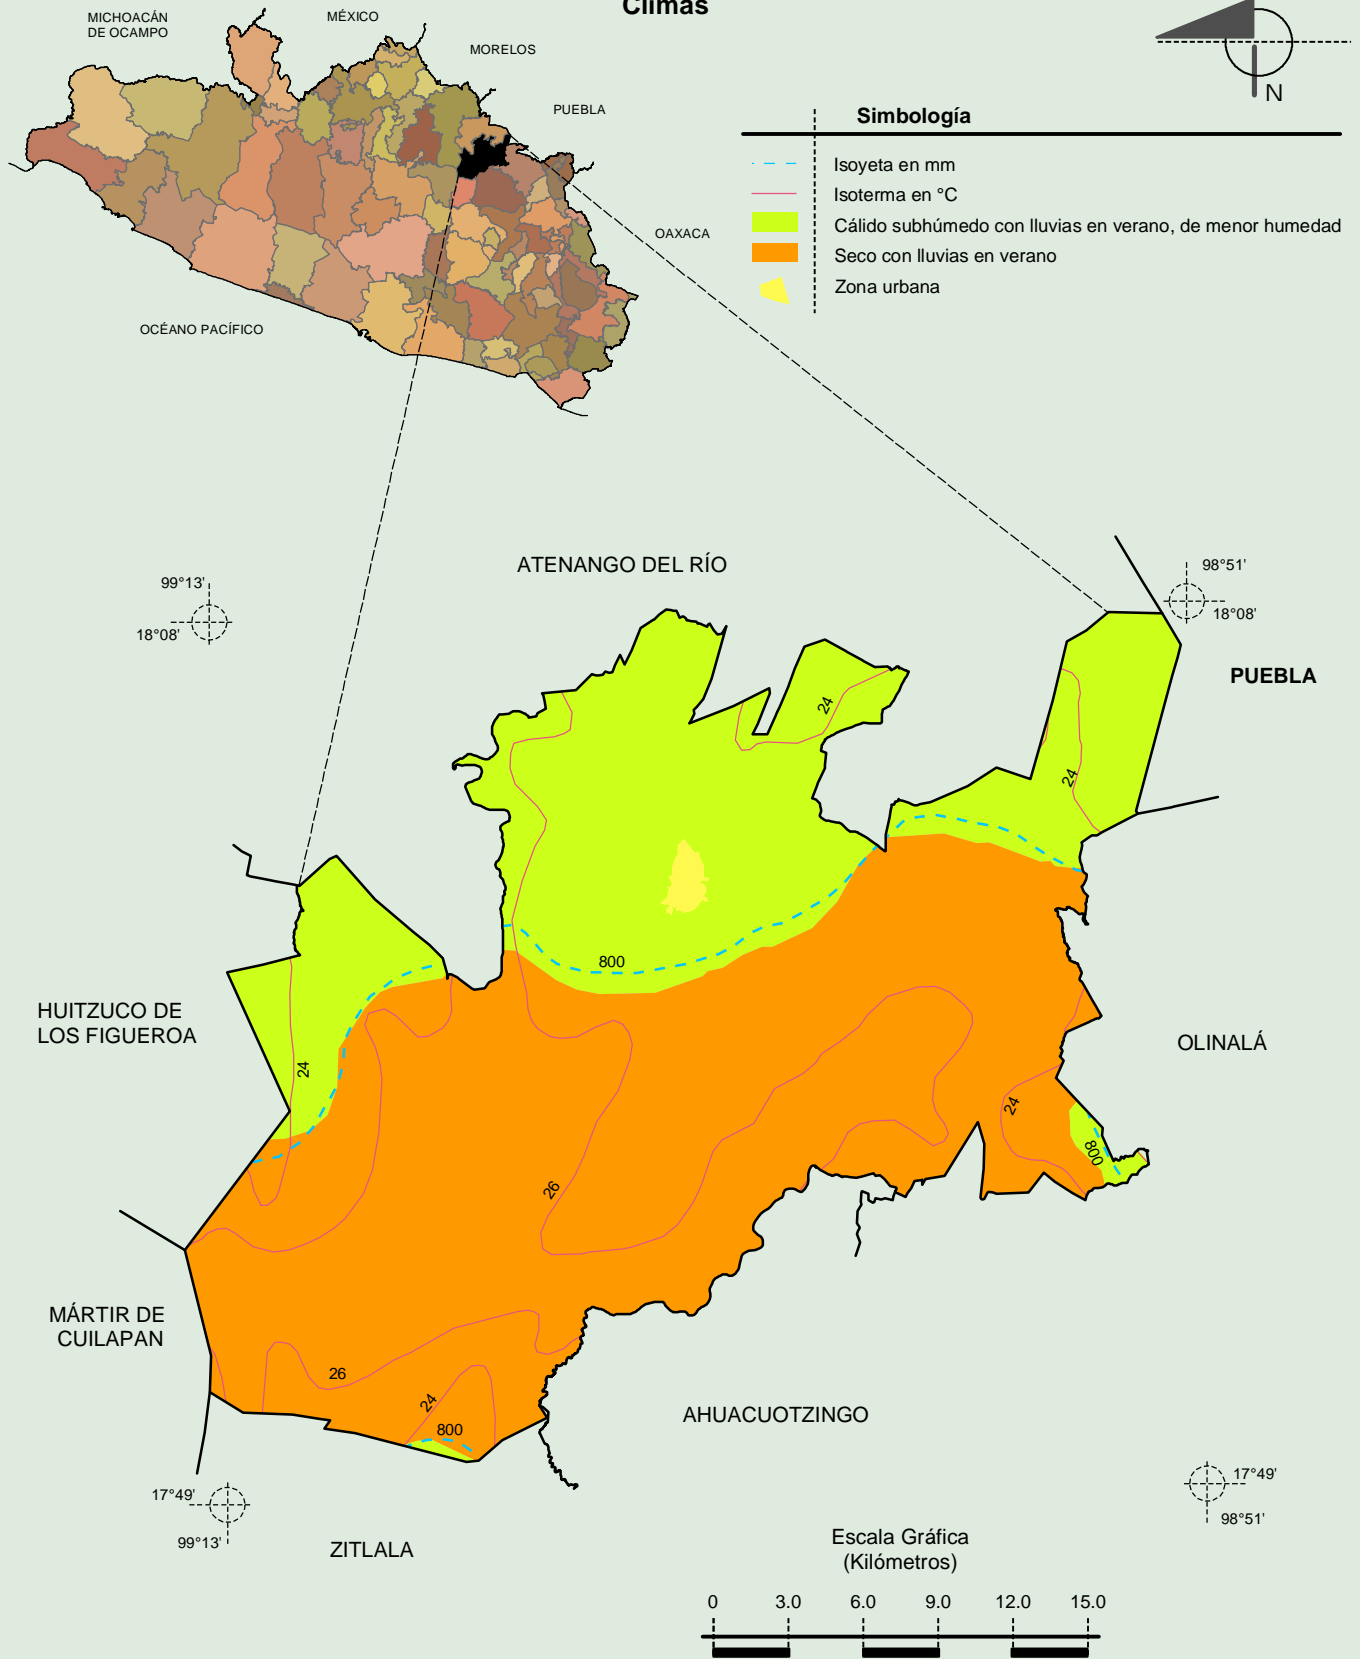 Climas
MICHOACÁN
DE OCAMPO
MÉXICO
MORELOS
PUEBLA
OAXACA
OCÉANO PACÍFICO
N
Simbología
Isoyeta en mm
Isoterma en °C
Cálido subhúmedo con lluvias en verano, de menor humedad
Seco con lluvias en verano
Zona urbana
ATENANGO DEL RÍO
99°13'
18°08'
98°51'
18°08'
PUEBLA
24
24
800
HUITZUCO DE
LOS FIGUEROA
24
OLINALÁ
24
800
26
MÁRTIR DE
CUILAPAN
26
24
800
AHUACUOTZINGO
17°49'
99°13'
17°49'
98°51'
ZITLALA
Escala Gráfica
(Kilómetros)
0 3.0 6.0 9.0 12.0 15.0